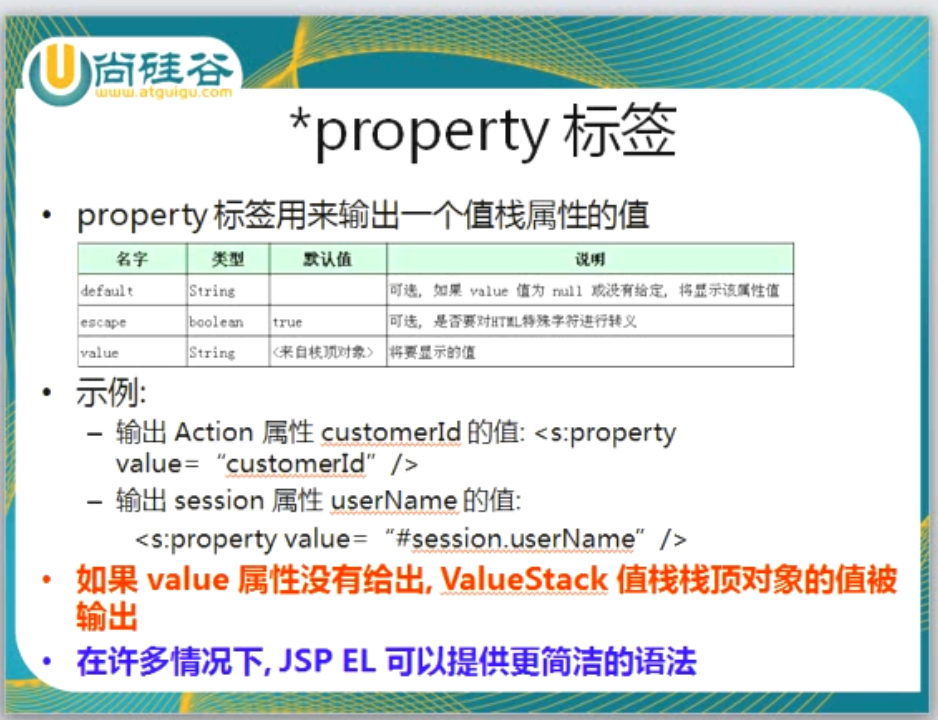 尚硅谷
www.atguigu.com
*property 标签
• property 标签用来输出一个值栈属性的值
名字 类型 默认值 说明
default String 可选, 如果 value 值为 null 或没有给定, 将显示该属性值
escape boolean true 可选, 是否要对HTML特殊字符进行转义
value String <来自栈顶对象> 将要显示的值
• 示例:
– 输出 Action 属性 customerId 的值: <s:property
value= “customerId” />
– 输出 session 属性 userName 的值:
<s:property value= “#session.userName” />
• 如果 value 属性没有给出, ValueStack 值栈栈顶对象的值被
输出
• 在许多情况下, JSP EL 可以提供更简洁的语法